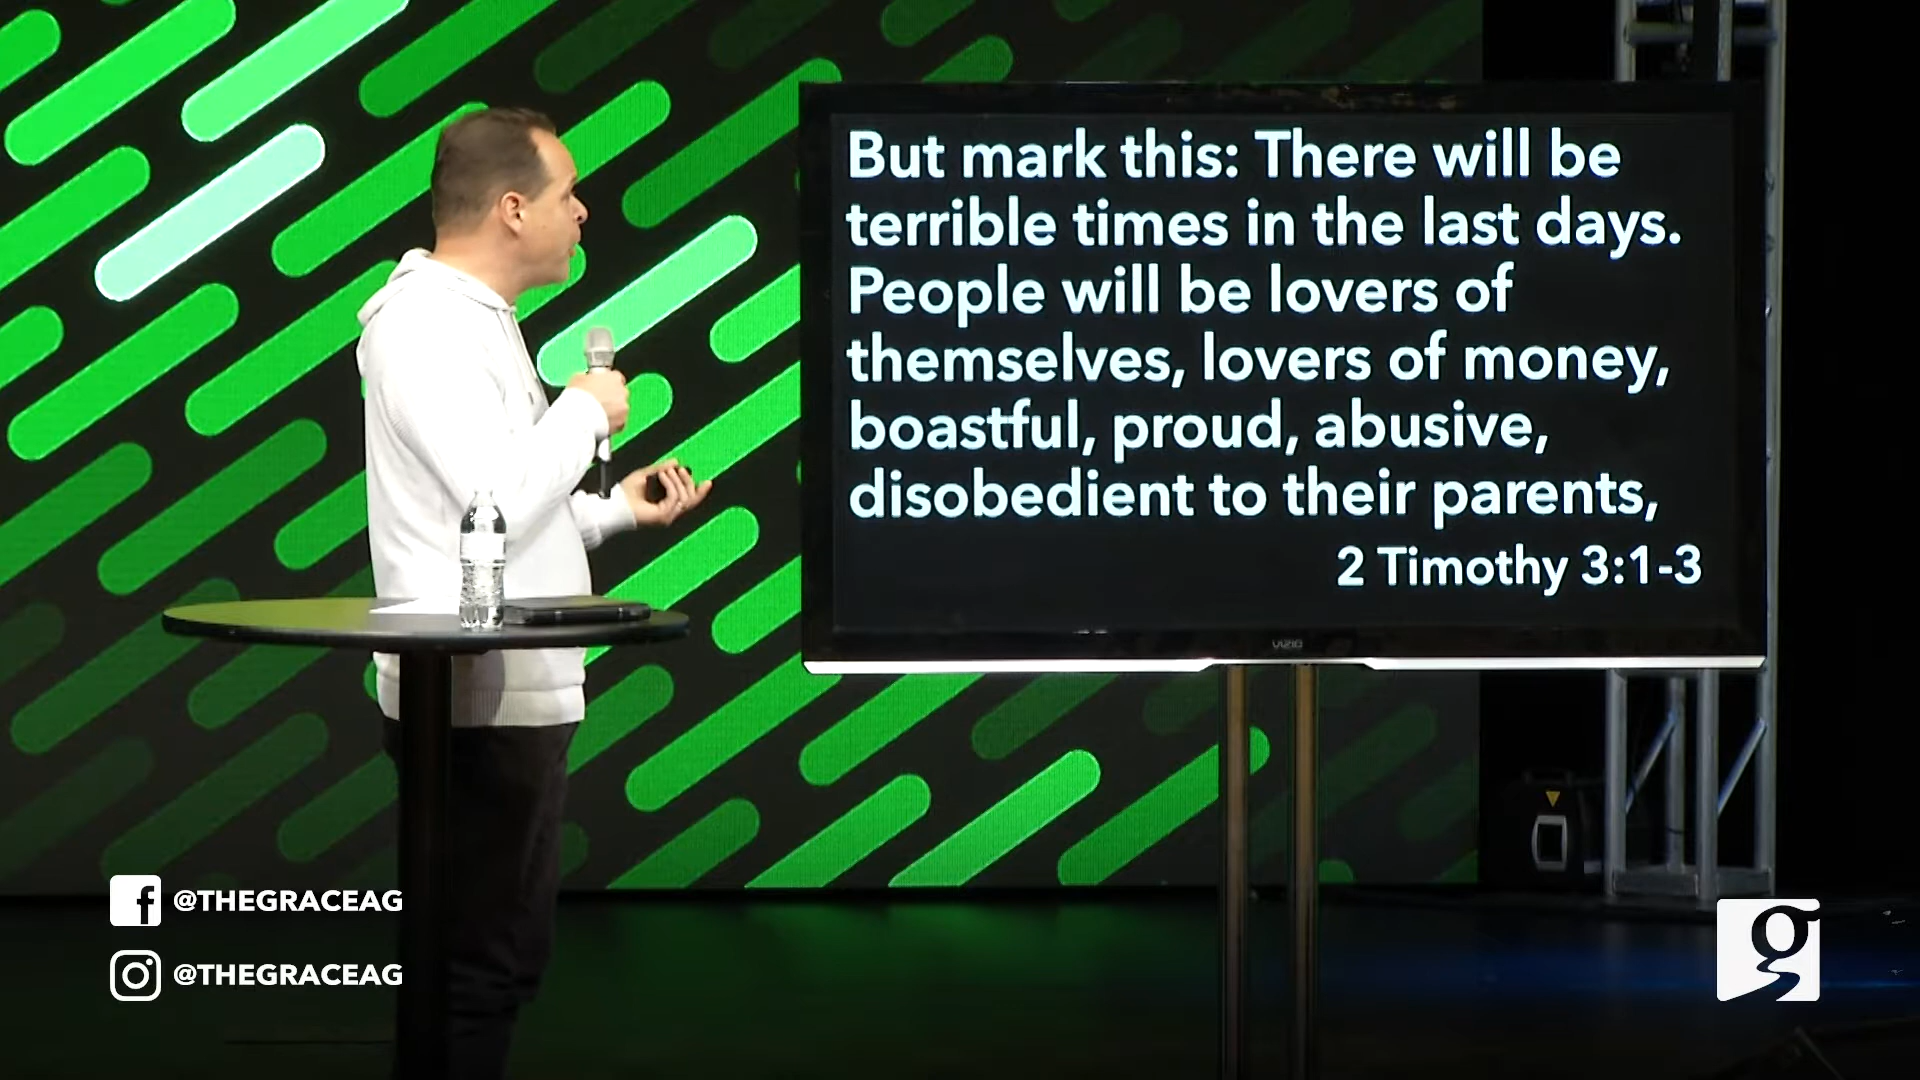 But mark this: There will be
terrible times in the last days.
People will be lovers of
themselves, lovers of money,
boastful, proud, abusive,
disobedient to their parents,
2 Timothy 3:1-3
VIZIO
@THEGRACEAG
@THEGRACEAG
g